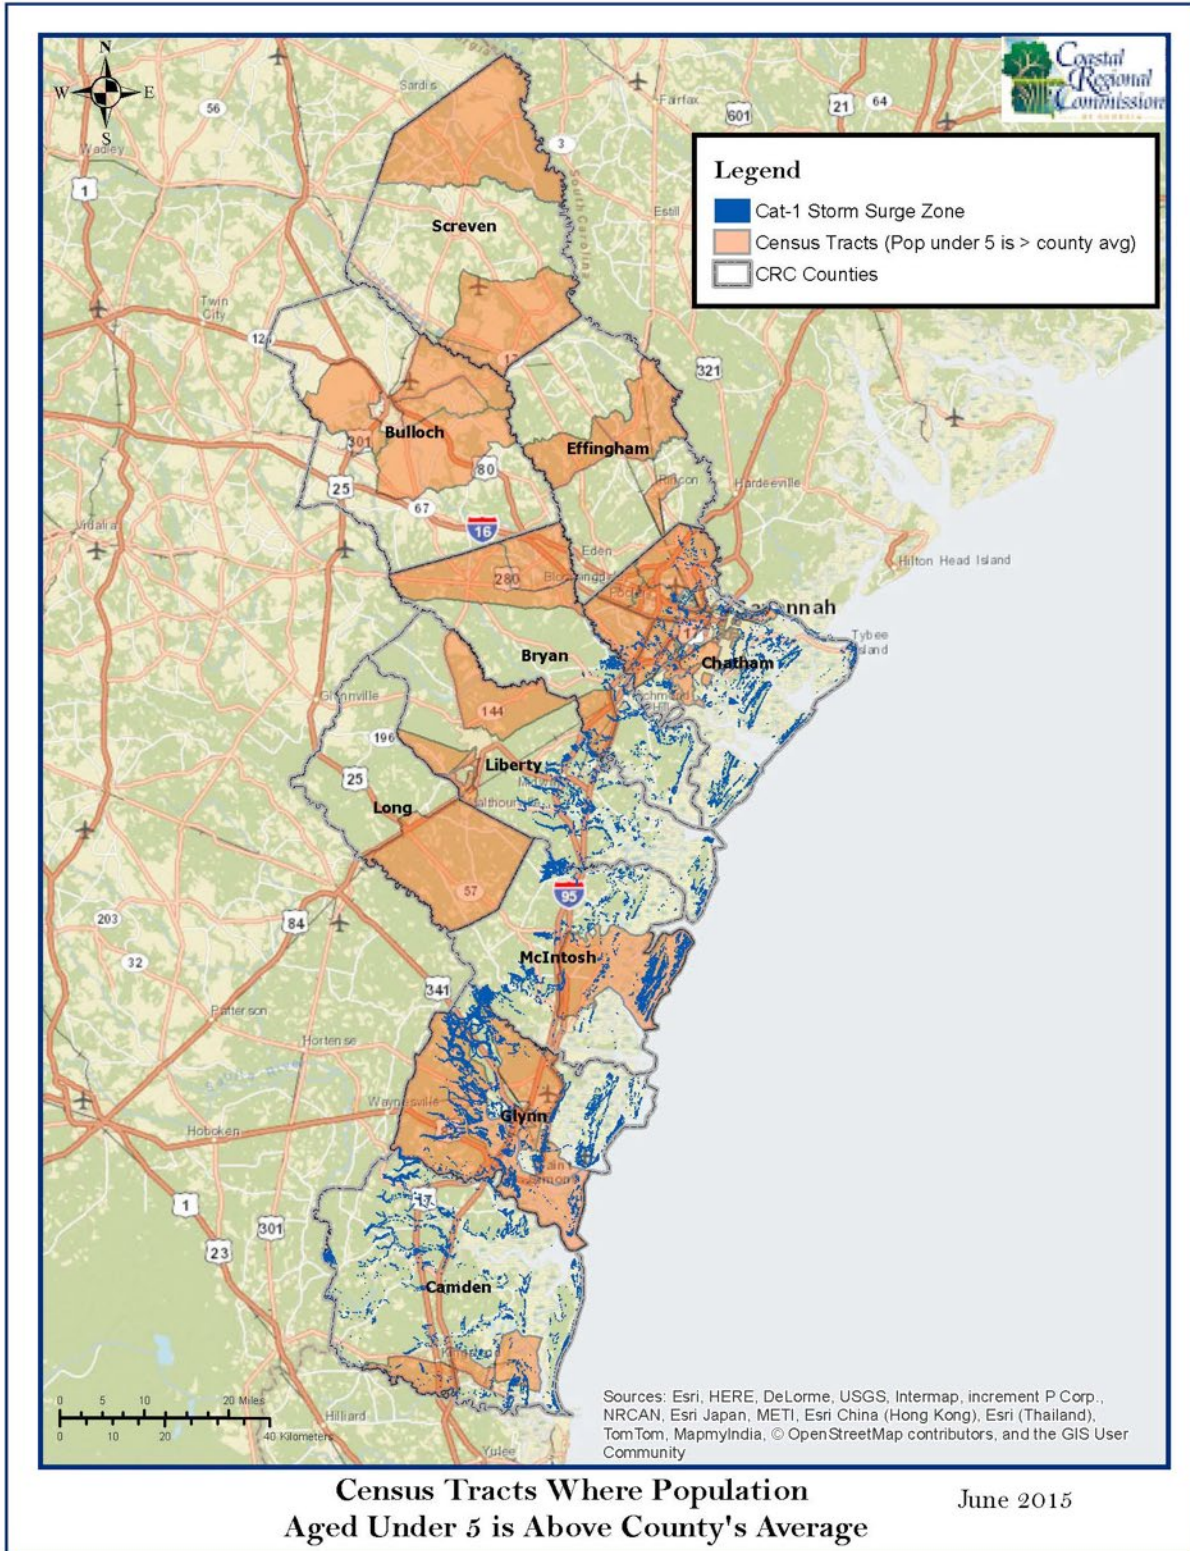 N
W E
S
Coastal
Regional
Commission
OF GEORGIA
Legend
Cat-1 Storm Surge Zone
Census Tracts (Pop under 5 is > county avg)
CRC Counties
Sardis
Fairfax
56
601
21
64
Wadley
3
1
South Carolina
Estill
Screven
Twin
City
321
Bulloch
301
Effingham
80
25
Rincon
Hardeeville
67
Vidalia
16
Eden
Hilton Head Island
280
Tybee
Island
Bryan
Chatham
Glennville
144
196
Liberty
25
Long
57
95
84
203
McIntosh
32
341
Patterson
Hortense
Waynesville
Glynn
Hoboken
1
17
301
23
Camden
Kingsland
0 5 10 20 Miles
0 10 20 40 Kilometers
Hilliard
Yulee
Sources: Esri, HERE, DeLorme, USGS, Intermap, increment P Corp.,
NRCAN, Esri Japan, METI, Esri China (Hong Kong), Esri (Thailand),
TomTom, MapmyIndia, © OpenStreetMap contributors, and the GIS User
Community
Census Tracts Where Population
Aged Under 5 is Above County's Average
June 2015